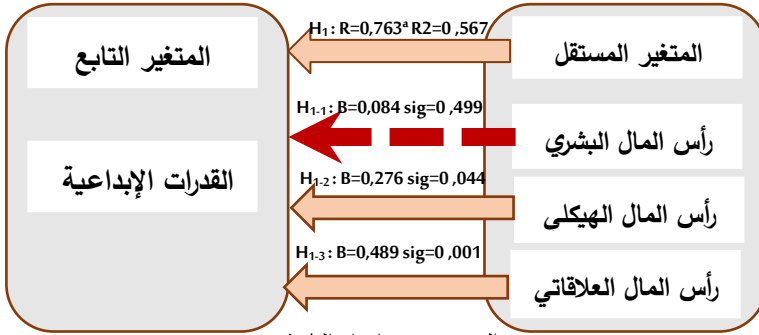 H1: R=0,763a R2=0 ,567
المتغير المستقل
المتغير التابع
H1-1: B=0,084 sig=0 ,499
رأس المال البشري
القدرات الإبداعية
H1-2: B=0,276 sig=0 ,044
رأس المال الهيكلى
H1-3: B=0,489 sig=0 ,001
رأس المال العلاقاتي